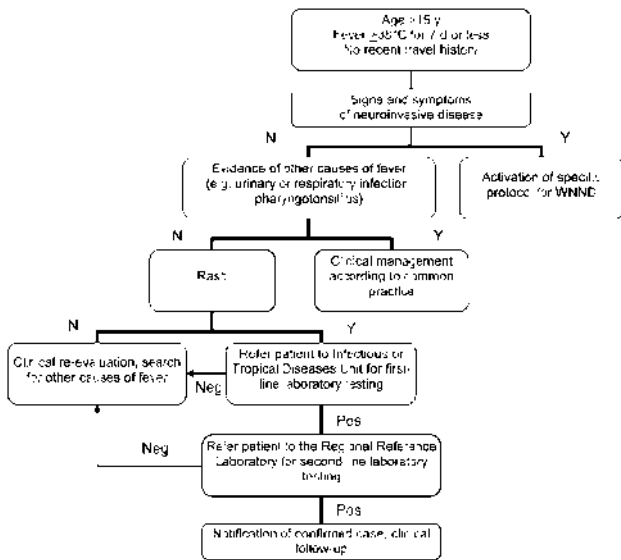 Age >15 y
Fever >38°C for 7 d or less
No recent travel history
Signs and symptoms
of neuroinvasive disease
N
Y
Evidence of other causes of fever
(e.g. urinary or respiratory infection
pharyngotonsillitis)
Activation of specific
protocol for WNND
N
Y
Rash
Clinical management
according to common
practice
N
Y
Clinical re-evaluation, search
for other causes of fever
Neg
Refer patient to Infectious or
Tropical Diseases Unit for first-
line laboratory testing
Pos
Neg
Refer patient to the Regional Reference
Laboratory for second-line laboratory
testing
Pos
Notification of confirmed case, clinical
follow-up